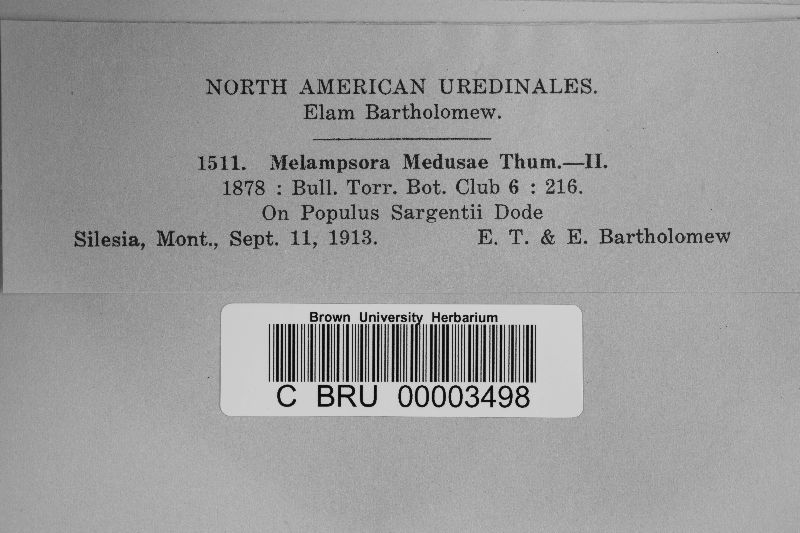 NORTH AMERICAN UREDINALES.
Elam Bartholomew.
1511. Melampsora Medusae Thum.—II.
1878 : Bull. Torr. Bot. Club 6 : 216.
On Populus Sargentii Dode
Silesia, Mont., Sept. 11, 1913. E. T. & E. Bartholomew
Brown University Herbarium
C BRU 00003498